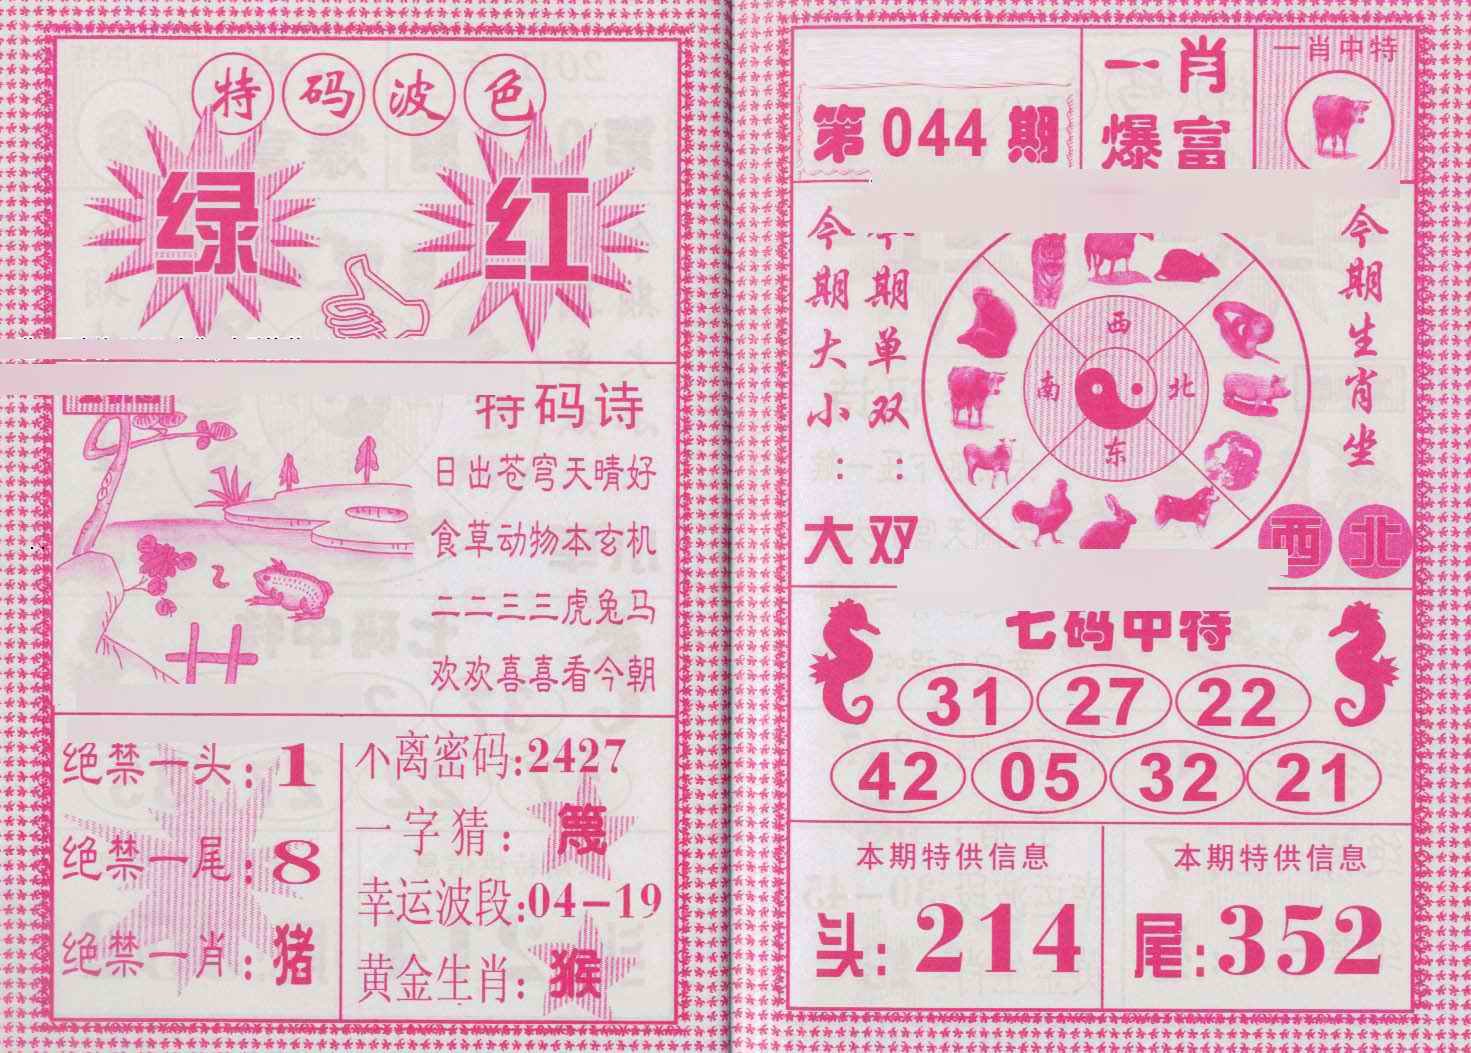 特码波色
绿 红
特码诗
日出苍穹天晴好
食草动物本玄机
二二三三虎兔马
欢欢喜喜看今朝
绝禁一头:1
绝禁一尾:8
绝禁一肖:猪
不离密码:2427
一字猜:篾
幸运波段:04-19
黄金生肖:猴
第044期
一肖
爆富
一肖中特
今期大小:
大
今期单双:
双
西
南 北
东
今期生肖坐
西北
七码中特
31 27 22
42 05 32 21
本期特供信息
头:214
本期特供信息
尾:352